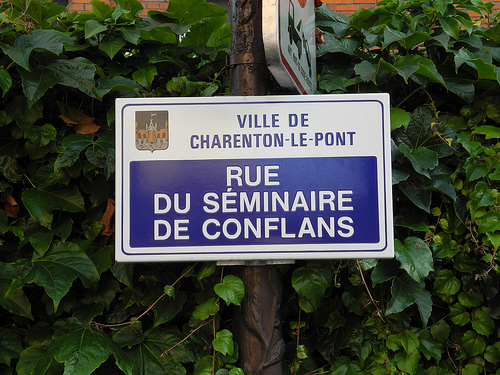 VILLE DE
CHARENTON-LE-PONT
RUE
DU SÉMINAIRE
DE CONFLANS